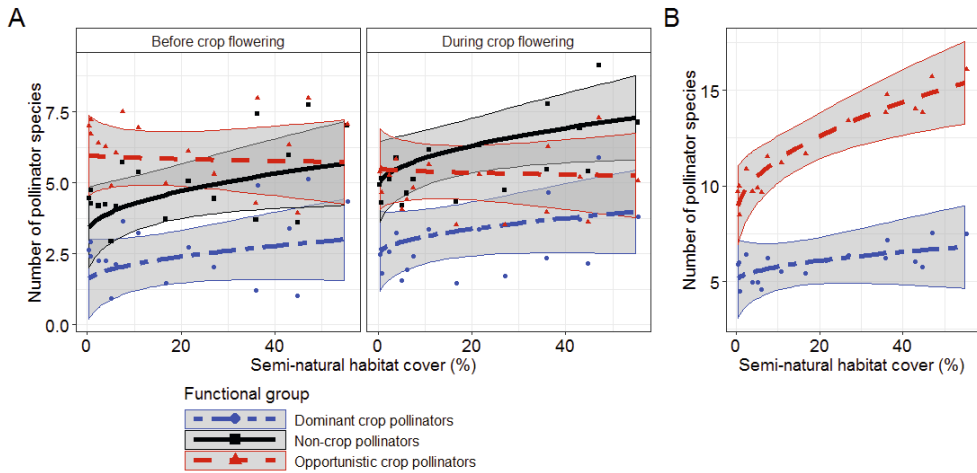 A
Before crop flowering
During crop flowering
Number of pollinator species
7.5
5.0
2.5
0.0
0
20
40
0
20
40
Semi-natural habitat cover (%)
B
Number of pollinator species
15
10
5
0
20
40
Semi-natural habitat cover (%)
Functional group
Dominant crop pollinators
Non-crop pollinators
Opportunistic crop pollinators